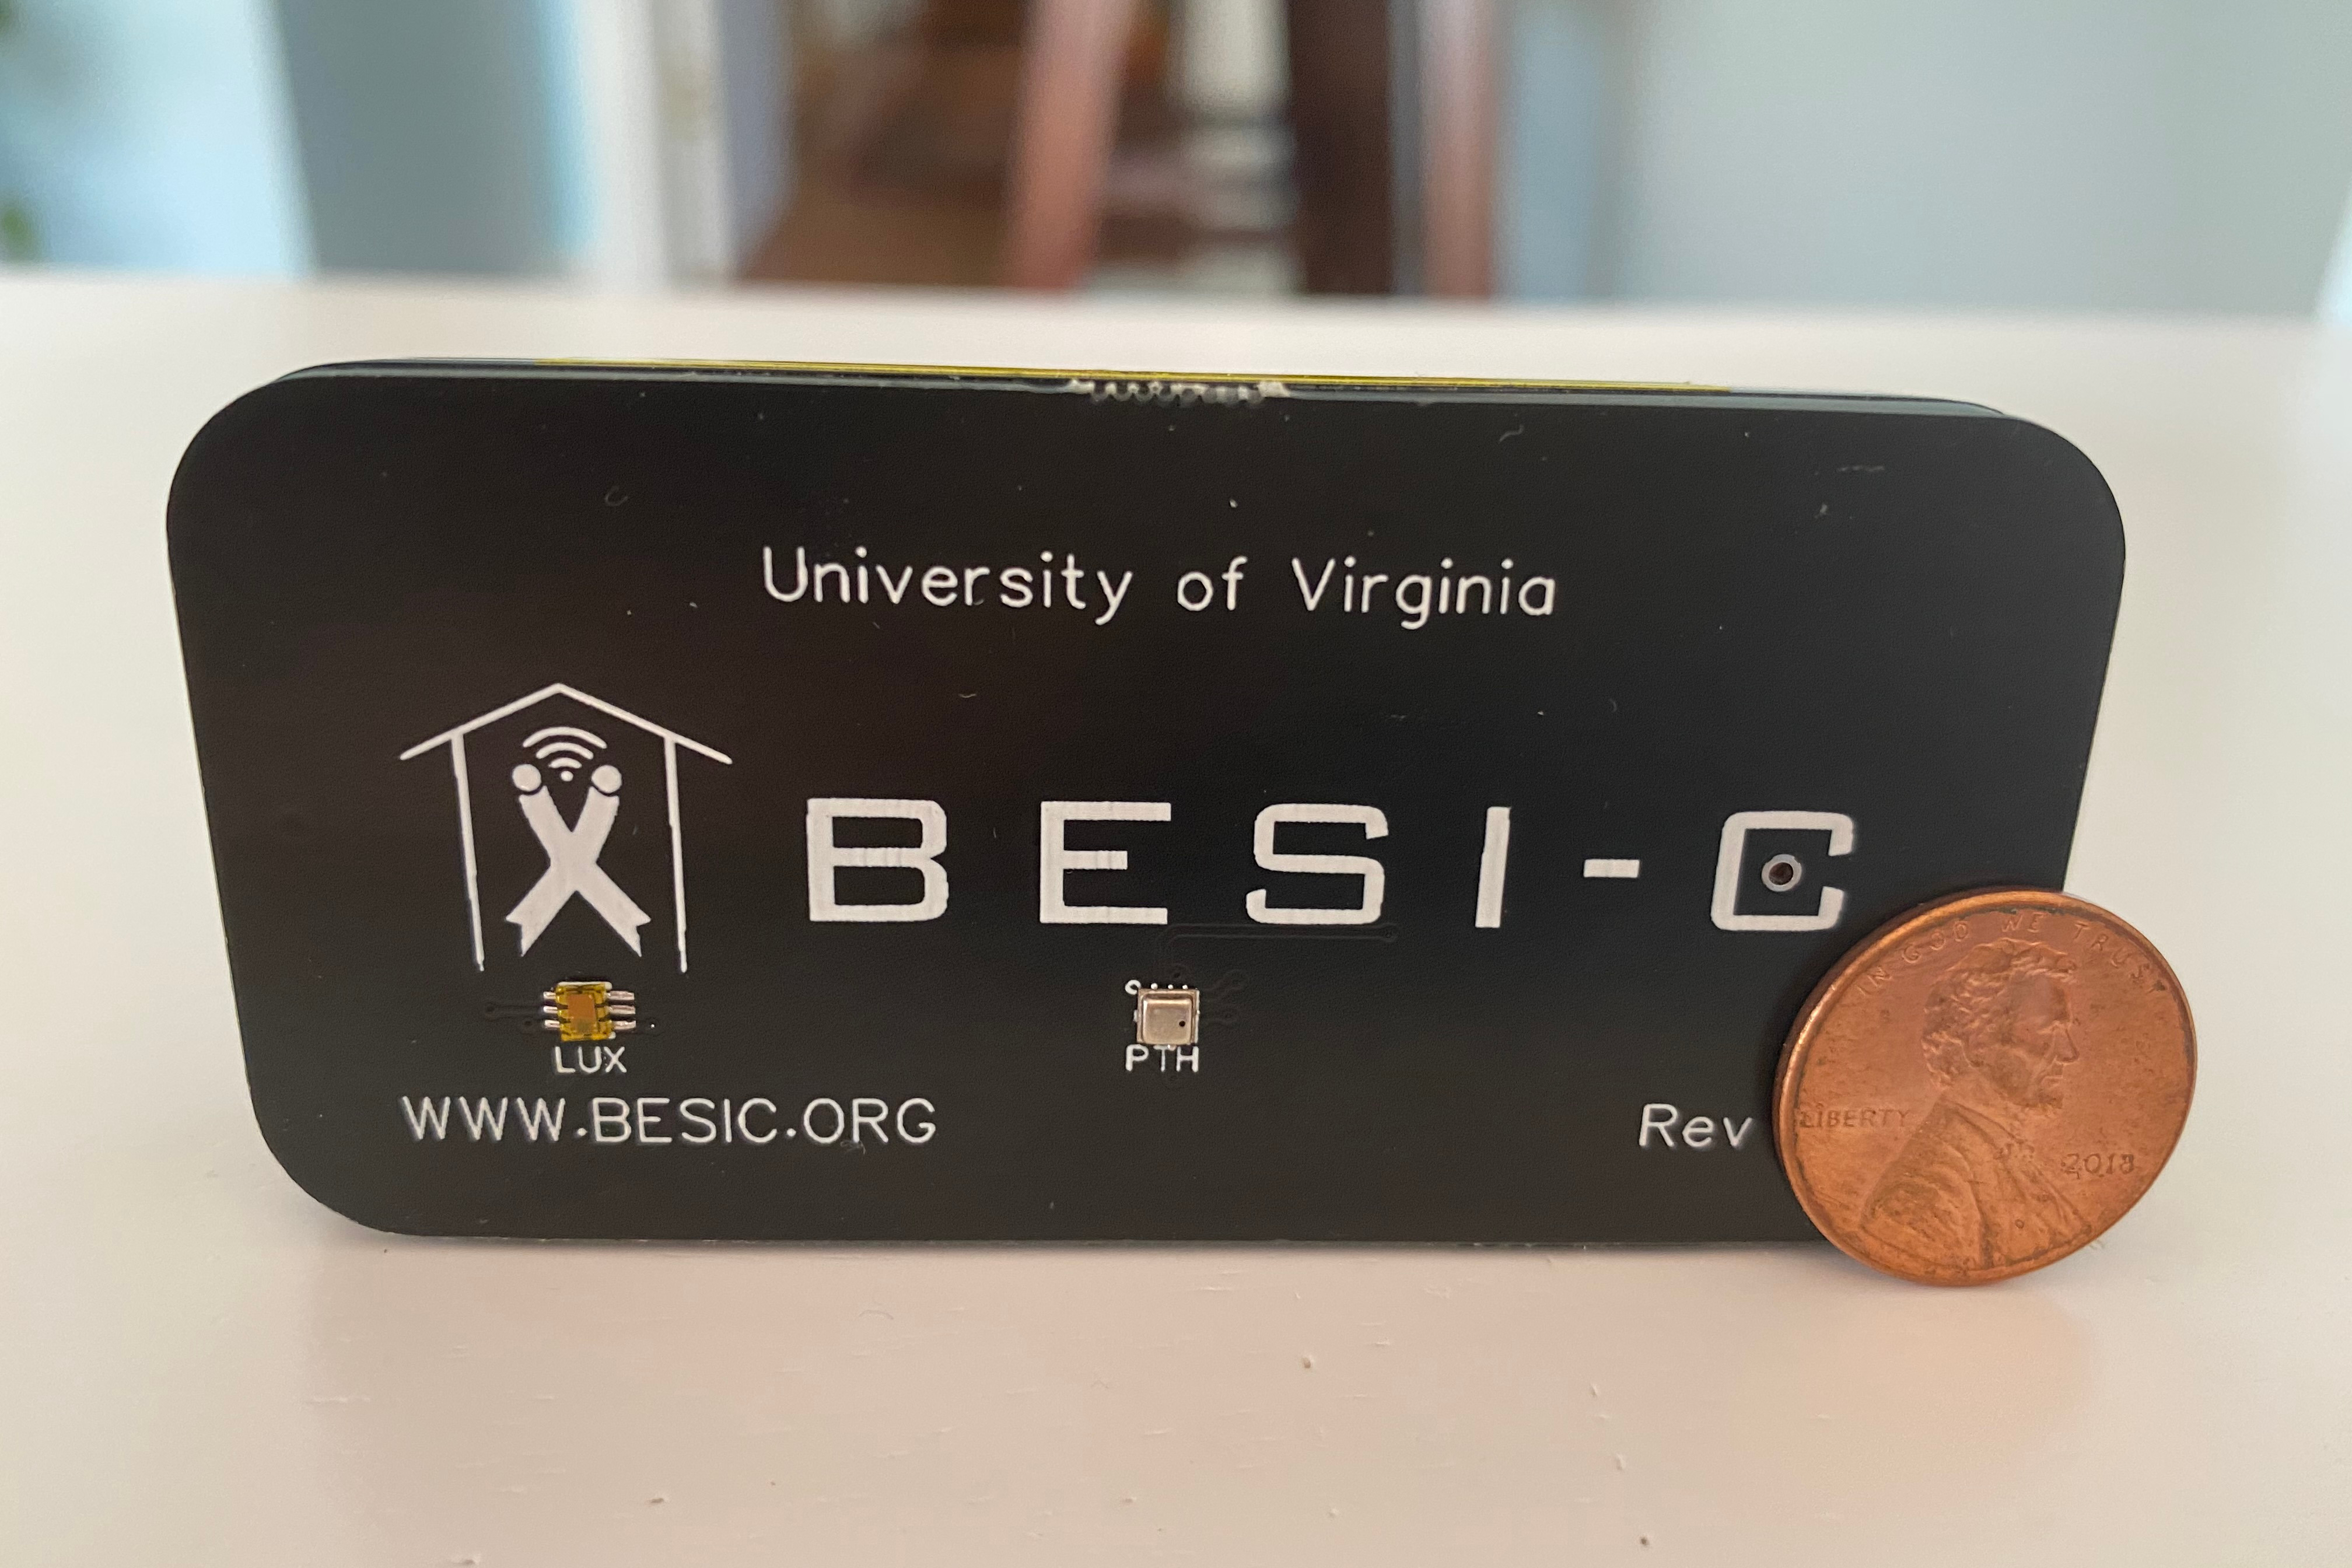 University of Virginia
BESI-C
LUX
PTH
WWW.BESIC.ORG
Rev
IN GOD WE TRUST
LIBERTY
2018